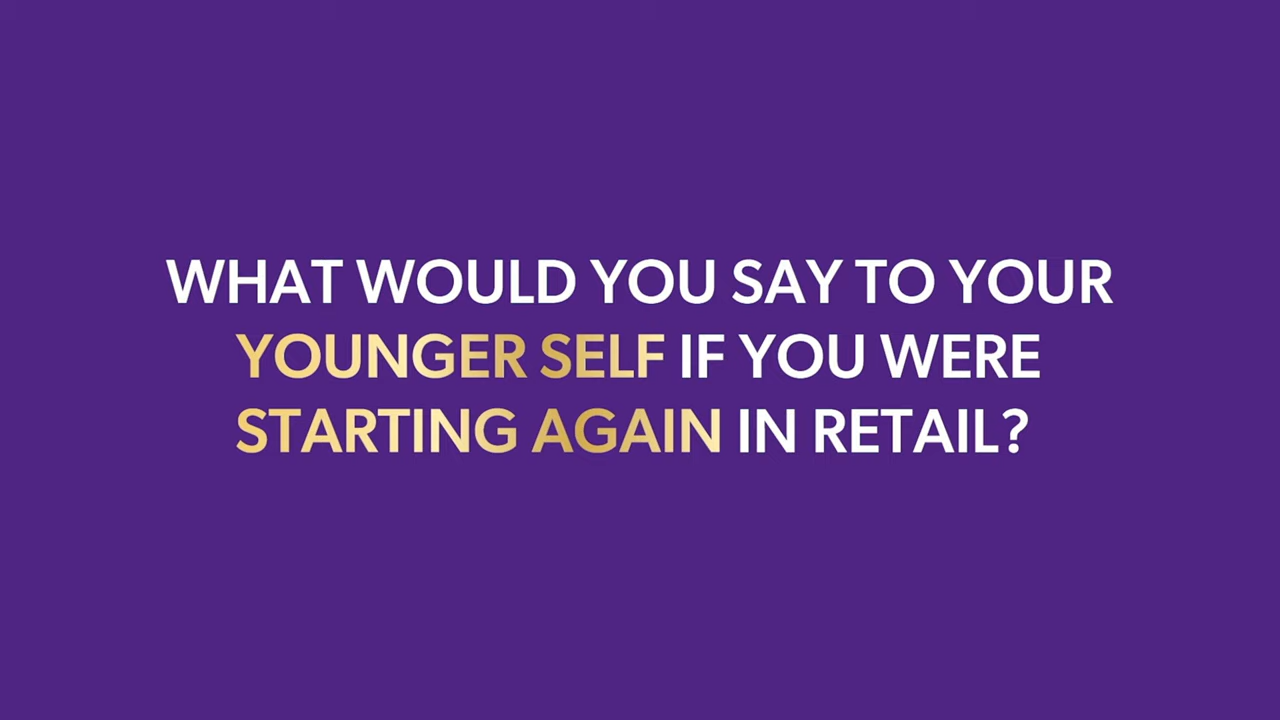 WHAT WOULD YOU SAY TO YOUR
YOUNGER SELF IF YOU WERE
STARTING AGAIN IN RETAIL?